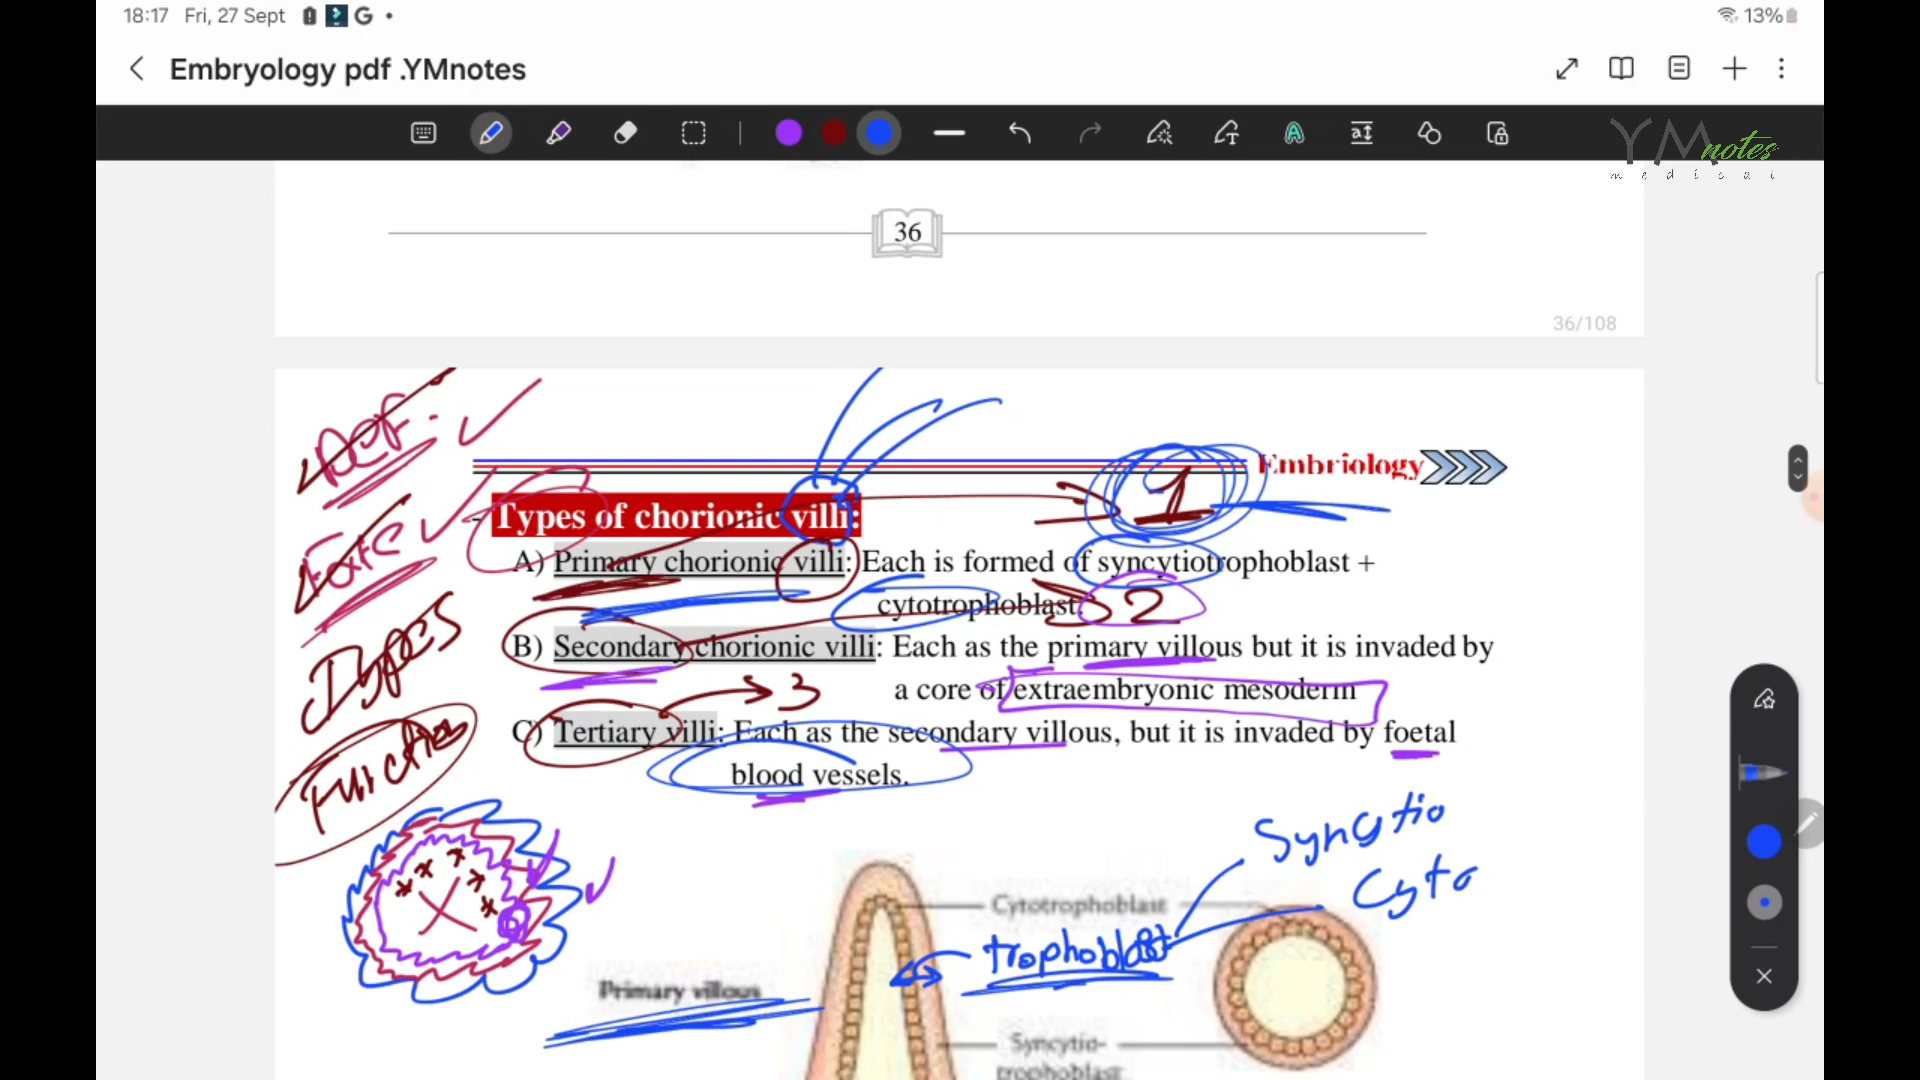 18:17 Fri, 27 Sept G 13%
Embryology pdf .YMnotes
YM notes
medical
36
36/108
Def.
Types
Function
Embriology
1
- Types of chorionic villi:
A) Primary chorionic villi: Each is formed of syncytiotrophoblast +
cytotrophoblast. 2
B) Secondary chorionic villi: Each as the primary villous but it is invaded by
a core of extraembryonic mesoderm
3
C) Tertiary villi: Each as the secondary villous, but it is invaded by foetal
blood vessels.
Syncytio
Cyto
Cytotrophoblast
trophoblast
Primary villous
Syncytio-
trophoblast